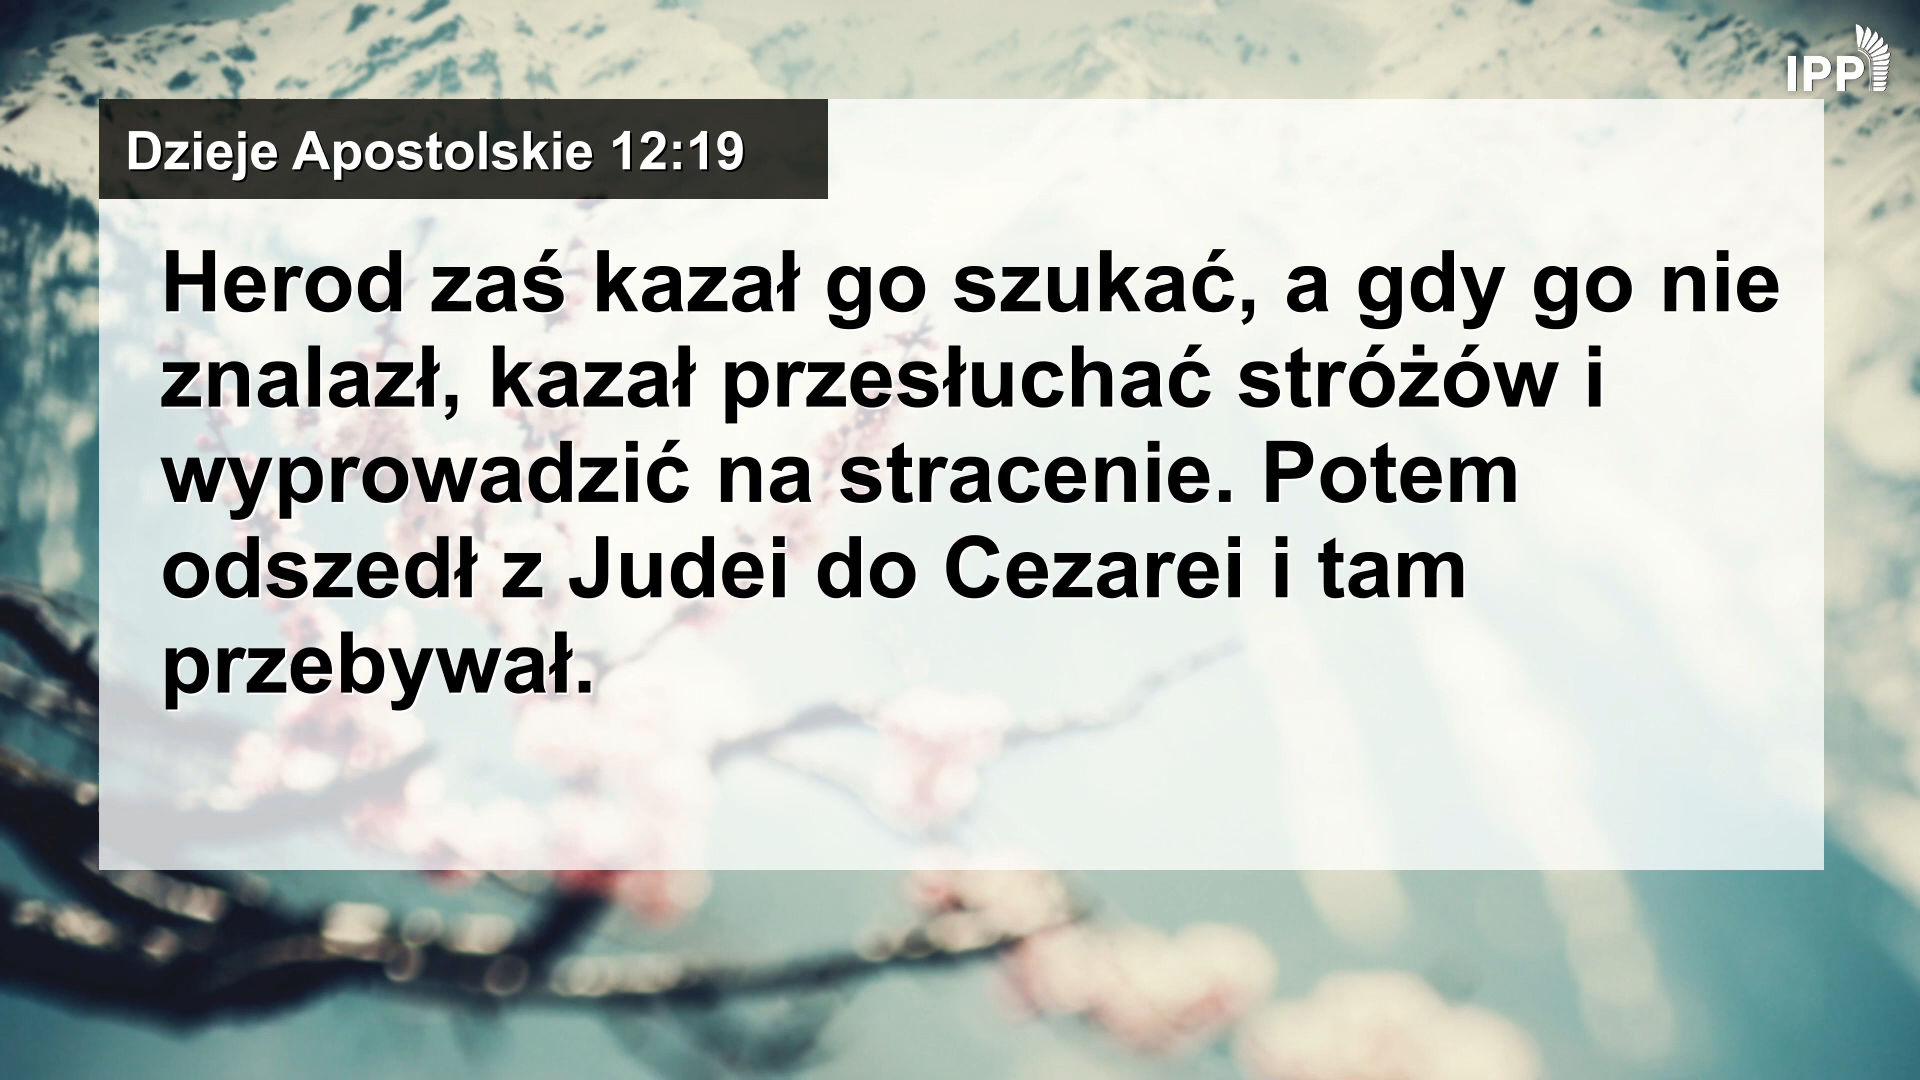 IPP
Dzieje Apostolskie 12:19
Herod zaś kazał go szukać, a gdy go nie
znalazł, kazał przesłuchać stróżów i
wyprowadzić na stracenie. Potem
odszedł z Judei do Cezarei i tam
przebywał.